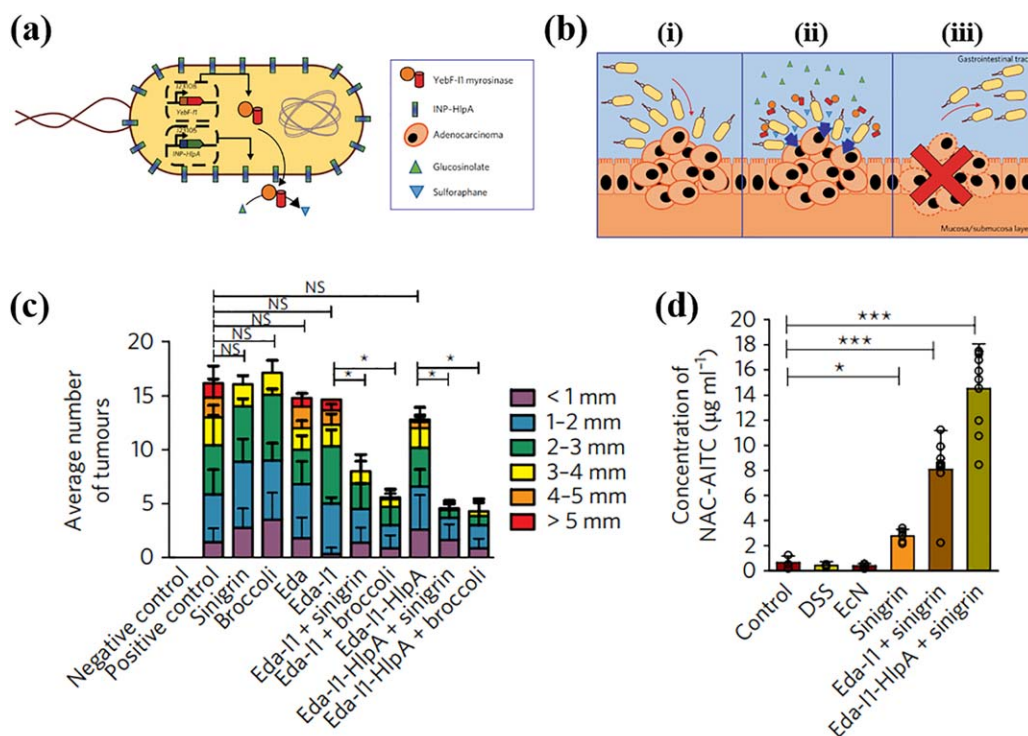 (a)
J23105
YebF-I1
J23105
INP-HlpA
YebF-I1 myrosinase
INP-HlpA
Adenocarcinoma
Glucosinolate
Sulforaphane
(b)
(i)
(ii)
(iii)
Gastrointestinal tract
Mucosa/submucosa layer
(c)
NS
NS
NS
NS
NS
*
*
*
*
20
15
10
5
0
Average number
of tumours
Negative control
Positive control
Sinigrin
Broccoli
Eda
Eda-I1
Eda-I1 + sinigrin
Eda-I1 + broccoli
Eda-I1-HlpA
Eda-I1-HlpA + sinigrin
Eda-I1-HlpA + broccoli
< 1 mm
1–2 mm
2–3 mm
3–4 mm
4–5 mm
> 5 mm
(d)
***
***
*
20
18
16
14
12
10
8
6
4
2
0
Concentration of
NAC-AITC (µg ml⁻¹)
Control
DSS
EcN
Sinigrin
Eda-I1 + sinigrin
Eda-I1-HlpA + sinigrin